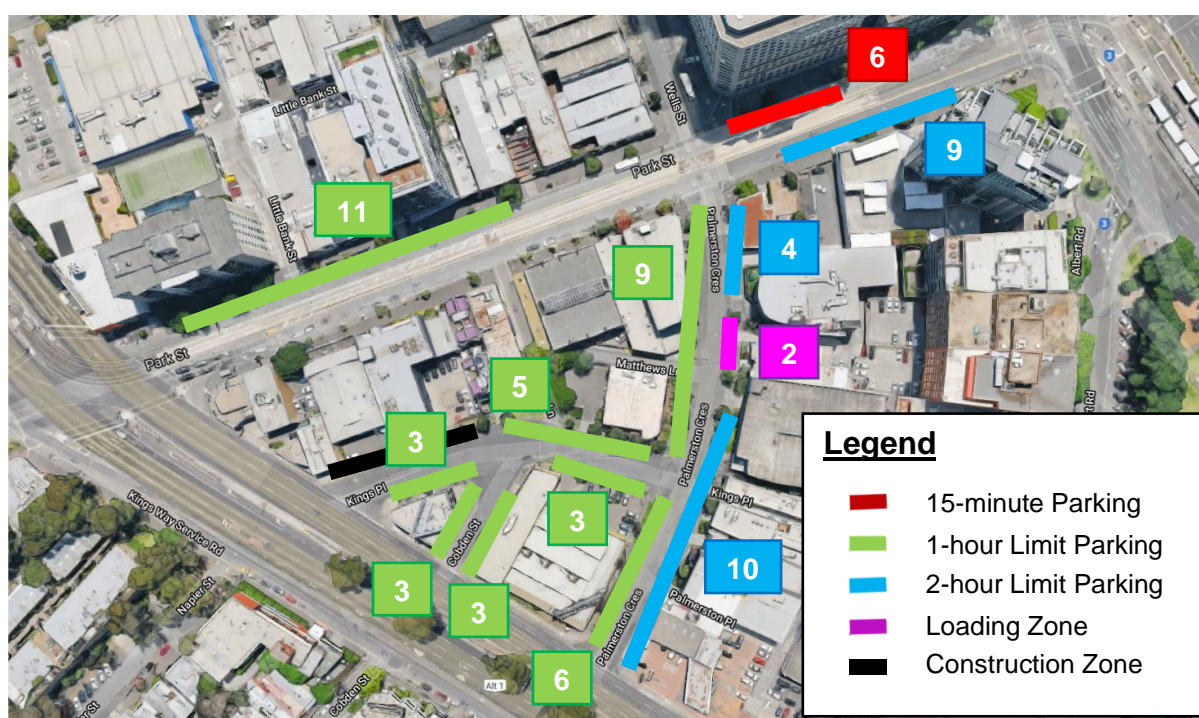 6
Little Bank St
Wells St
3
Park St
9
11
Little Bank St
Palmerston Cres
4
Albert Rd
3
9
2
Park St
Matthews L
5
3
Palmerston Cres
Kings Pl
Kings Pl
Kings Way Service Rd
Cobden St
3
10
Napier St
3
3
Palmerston Cres
Palmerston Pl
6
Alt 1
Cobden St
Legend
15-minute Parking
1-hour Limit Parking
2-hour Limit Parking
Loading Zone
Construction Zone